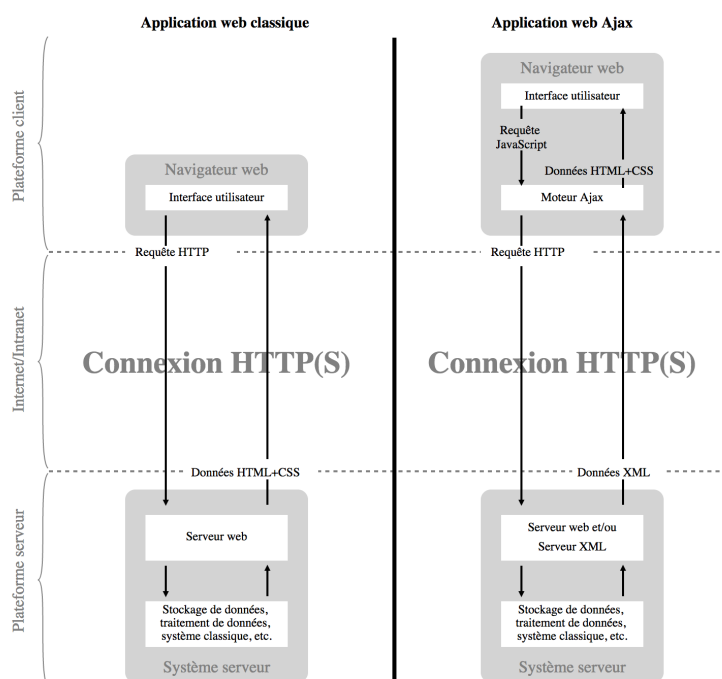 Application web classique
Application web Ajax
Plateforme client
Internet/Intranet
Plateforme serveur
Navigateur web
Interface utilisateur
Requête HTTP
Connexion HTTP(S)
Données HTML+CSS
Serveur web
Stockage de données,
traitement de données,
système classique, etc.
Système serveur
Navigateur web
Interface utilisateur
Requête
JavaScript
Données HTML+CSS
Moteur Ajax
Requête HTTP
Connexion HTTP(S)
Données XML
Serveur web et/ou
Serveur XML
Stockage de données,
traitement de données,
système classique, etc.
Système serveur